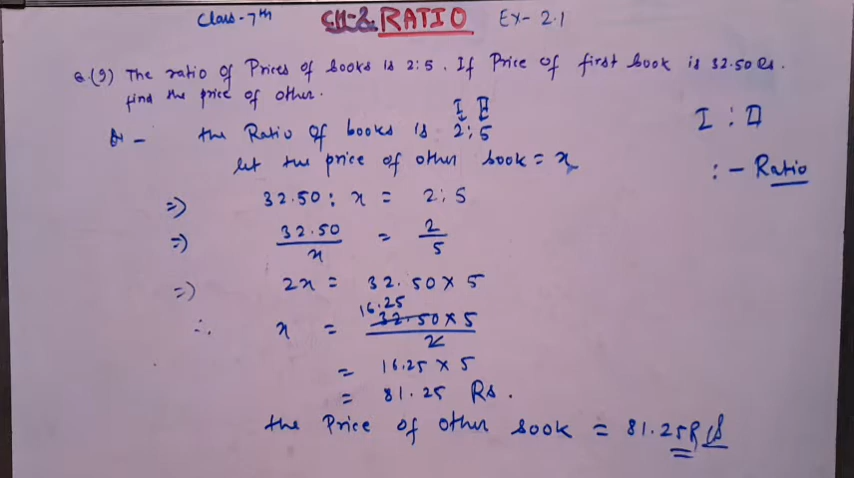 Class-7th CH-2 RATIO Ex-2.1
Q.(9) The ratio of Prices of books is 2:5. If Price of first book is 32.50 Rs.
find the price of other.
I II
the Ratio of books is 2:5
I : II
let the price of other book = x
:- Ratio
=) 32.50 : x = 2:5
=) 32.50 / x = 2 / 5
=) 2x = 32.50 x 5
16.25
∴ x = 32.50 x 5 / 2
= 16.25 x 5
= 81.25 Rs.
the Price of other book = 81.25 Rs